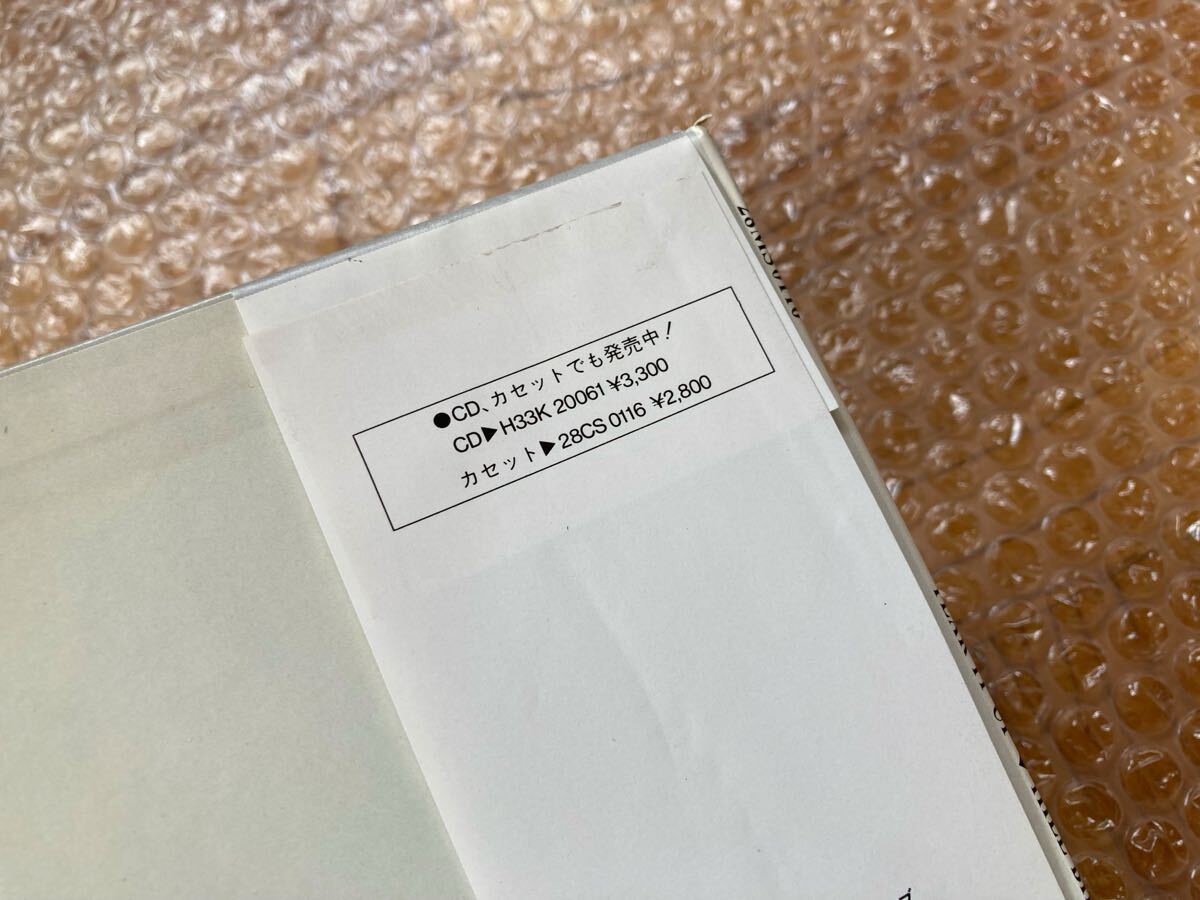 ●CD、カセットでも発売中!
CD▶H33K 20061 ¥3,300
カセット▶28CS 0116 ¥2,800